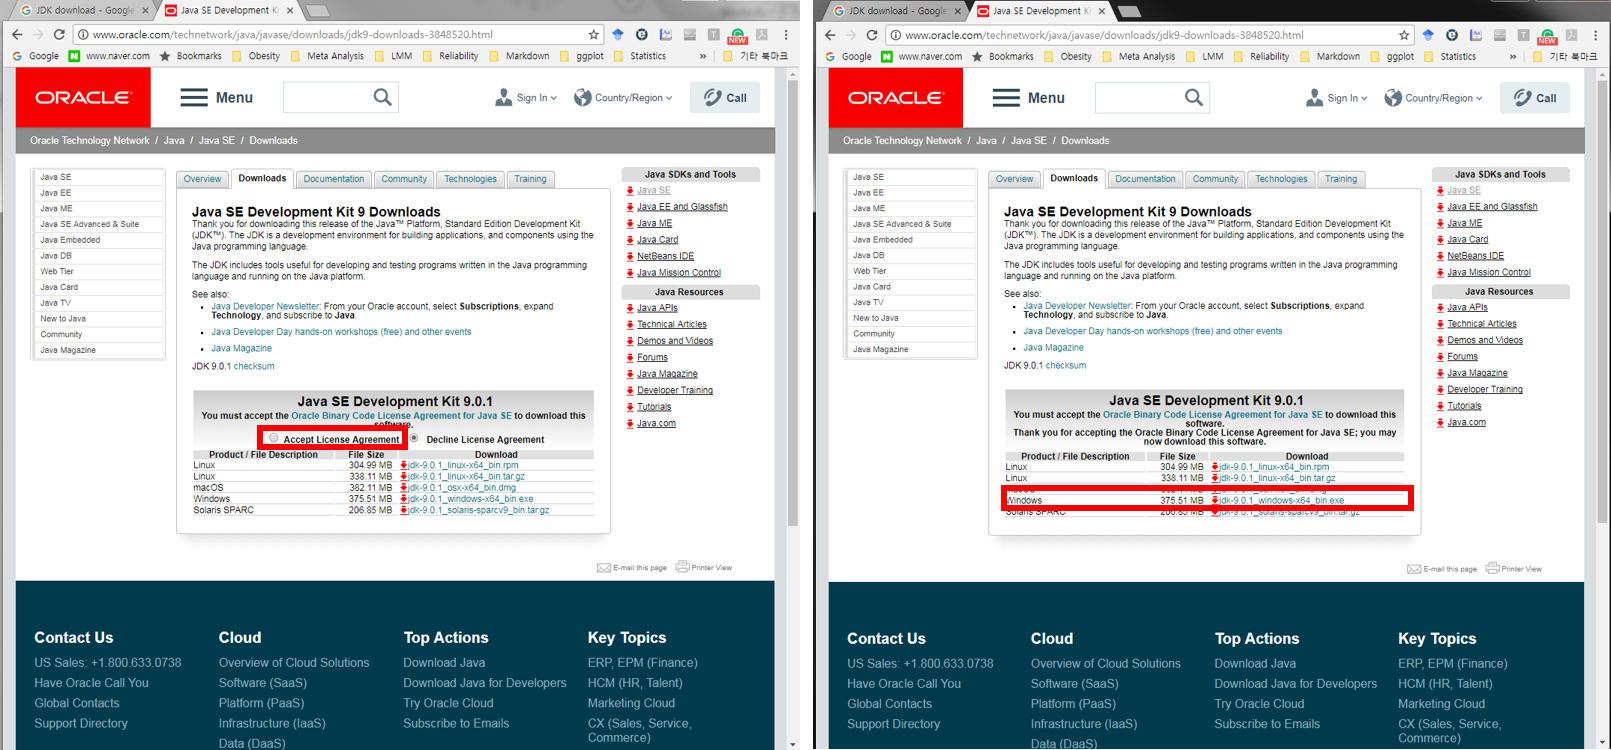 JDK download - Google
Java SE Development Ki
www.oracle.com/technetwork/java/javase/downloads/jdk9-downloads-3848520.html
NEW
Google
www.naver.com
Bookmarks
Obesity
Meta Analysis
LMM
Reliability
Markdown
ggplot
Statistics
»
기타 북마크
ORACLE
Menu
Sign In
Country/Region
Call
Oracle Technology Network / Java / Java SE / Downloads
Java SE
Java EE
Java ME
Java SE Advanced & Suite
Java Embedded
Java DB
Web Tier
Java Card
Java TV
New to Java
Community
Java Magazine
Overview
Downloads
Documentation
Community
Technologies
Training
Java SE Development Kit 9 Downloads
Thank you for downloading this release of the Java™ Platform, Standard Edition Development Kit
(JDK™). The JDK is a development environment for building applications, and components using the
Java programming language.
The JDK includes tools useful for developing and testing programs written in the Java programming
language and running on the Java platform.
See also:
Java Developer Newsletter: From your Oracle account, select Subscriptions, expand
Technology, and subscribe to Java.
Java Developer Day hands-on workshops (free) and other events
Java Magazine
JDK 9.0.1 checksum
Java SE Development Kit 9.0.1
You must accept the Oracle Binary Code License Agreement for Java SE to download this
software.
Accept License Agreement
Decline License Agreement
Product / File Description File Size Download
Linux 304.99 MB jdk-9.0.1_linux-x64_bin.rpm
Linux 338.11 MB jdk-9.0.1_linux-x64_bin.tar.gz
macOS 382.11 MB jdk-9.0.1_osx-x64_bin.dmg
Windows 375.51 MB jdk-9.0.1_windows-x64_bin.exe
Solaris SPARC 206.85 MB jdk-9.0.1_solaris-sparcv9_bin.tar.gz
Java SDKs and Tools
Java SE
Java EE and Glassfish
Java ME
Java Card
NetBeans IDE
Java Mission Control
Java Resources
Java APIs
Technical Articles
Demos and Videos
Forums
Java Magazine
Developer Training
Tutorials
Java.com
E-mail this page
Printer View
Contact Us
US Sales: +1.800.633.0738
Have Oracle Call You
Global Contacts
Support Directory
Cloud
Overview of Cloud Solutions
Software (SaaS)
Platform (PaaS)
Infrastructure (IaaS)
Data (DaaS)
Top Actions
Download Java
Download Java for Developers
Try Oracle Cloud
Subscribe to Emails
Key Topics
ERP, EPM (Finance)
HCM (HR, Talent)
Marketing Cloud
CX (Sales, Service,
Commerce)
JDK download - Google
Java SE Development Ki
www.oracle.com/technetwork/java/javase/downloads/jdk9-downloads-3848520.html
NEW
Google
www.naver.com
Bookmarks
Obesity
Meta Analysis
LMM
Reliability
Markdown
ggplot
Statistics
»
기타 북마크
ORACLE
Menu
Sign In
Country/Region
Call
Oracle Technology Network / Java / Java SE / Downloads
Java SE
Java EE
Java ME
Java SE Advanced & Suite
Java Embedded
Java DB
Web Tier
Java Card
Java TV
New to Java
Community
Java Magazine
Overview
Downloads
Documentation
Community
Technologies
Training
Java SE Development Kit 9 Downloads
Thank you for downloading this release of the Java™ Platform, Standard Edition Development Kit
(JDK™). The JDK is a development environment for building applications, and components using the
Java programming language.
The JDK includes tools useful for developing and testing programs written in the Java programming
language and running on the Java platform.
See also:
Java Developer Newsletter: From your Oracle account, select Subscriptions, expand
Technology, and subscribe to Java.
Java Developer Day hands-on workshops (free) and other events
Java Magazine
JDK 9.0.1 checksum
Java SE Development Kit 9.0.1
You must accept the Oracle Binary Code License Agreement for Java SE to download this
software.
Thank you for accepting the Oracle Binary Code License Agreement for Java SE; you may
now download this software.
Product / File Description File Size Download
Linux 304.99 MB jdk-9.0.1_linux-x64_bin.rpm
Linux 338.11 MB jdk-9.0.1_linux-x64_bin.tar.gz
Windows 375.51 MB jdk-9.0.1_windows-x64_bin.exe
Solaris SPARC 206.85 MB jdk-9.0.1_solaris-sparcv9_bin.tar.gz
Java SDKs and Tools
Java SE
Java EE and Glassfish
Java ME
Java Card
NetBeans IDE
Java Mission Control
Java Resources
Java APIs
Technical Articles
Demos and Videos
Forums
Java Magazine
Developer Training
Tutorials
Java.com
E-mail this page
Printer View
Contact Us
US Sales: +1.800.633.0738
Have Oracle Call You
Global Contacts
Support Directory
Cloud
Overview of Cloud Solutions
Software (SaaS)
Platform (PaaS)
Infrastructure (IaaS)
Data (DaaS)
Top Actions
Download Java
Download Java for Developers
Try Oracle Cloud
Subscribe to Emails
Key Topics
ERP, EPM (Finance)
HCM (HR, Talent)
Marketing Cloud
CX (Sales, Service,
Commerce)